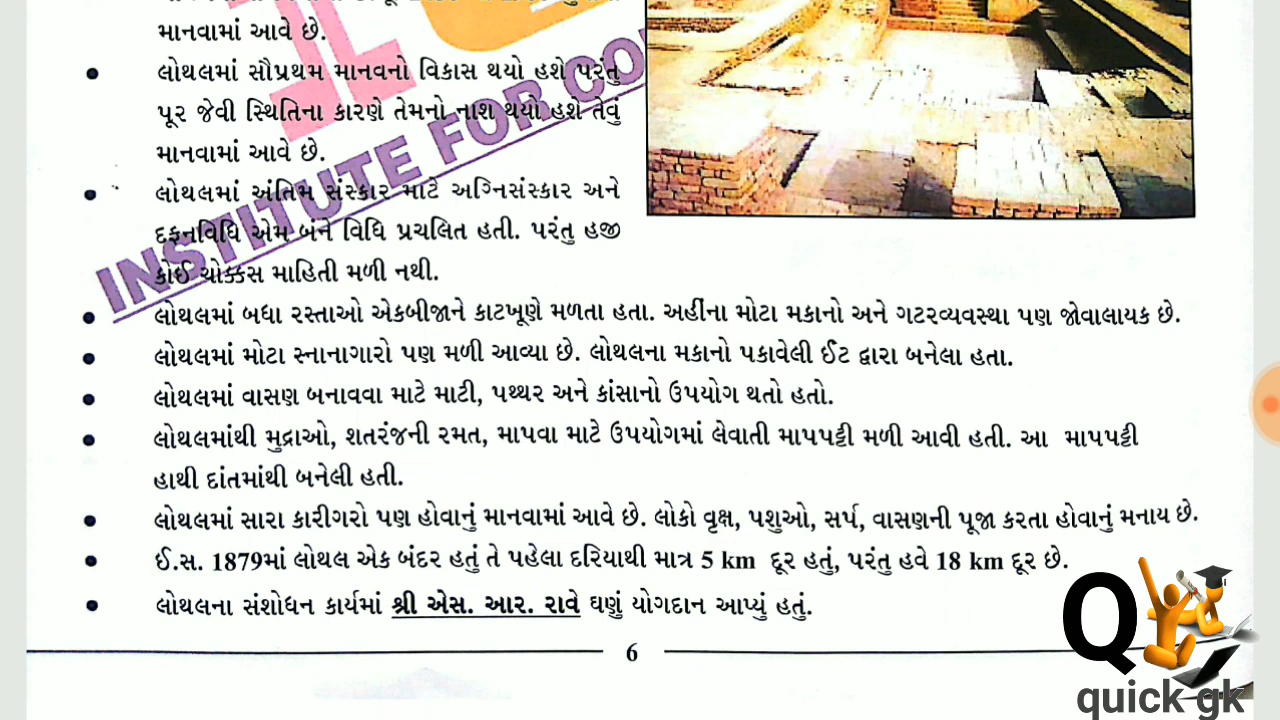 માનવામાં આવે છે.
લોથલમાં સૌપ્રથમ માનવનો વિકાસ થયો હશે પરંતુ
પૂર જેવી સ્થિતિના કારણે તેમનો નાશ થયો હશે તેવું
માનવામાં આવે છે.
લોથલમાં અંતિમ સંસ્કાર માટે અગ્નિસંસ્કાર અને
દફનવિધિ એમ બંને વિધિ પ્રચલિત હતી. પરંતુ હજી
કોઈ ચોક્કસ માહિતી મળી નથી.
INSTITUTE FOR CO
લોથલમાં બધા રસ્તાઓ એકબીજાને કાટખૂણે મળતા હતા. અહીંના મોટા મકાનો અને ગટરવ્યવસ્થા પણ જોવાલાયક છે.
લોથલમાં મોટા સ્નાનાગારો પણ મળી આવ્યા છે. લોથલના મકાનો પકાવેલી ઈંટ દ્વારા બનેલા હતા.
લોથલમાં વાસણ બનાવવા માટે માટી, પથ્થર અને કાંસાનો ઉપયોગ થતો હતો.
લોથલમાંથી મુદ્રાઓ, શતરંજની રમત, માપવા માટે ઉપયોગમાં લેવાતી માપપટ્ટી મળી આવી હતી. આ માપપટ્ટી
હાથી દાંતમાંથી બનેલી હતી.
લોથલમાં સારા કારીગરો પણ હોવાનું માનવામાં આવે છે. લોકો વૃક્ષ, પશુઓ, સર્પ, વાસણની પૂજા કરતા હોવાનું મનાય છે.
ઈ.સ. 1879માં લોથલ એક બંદર હતું તે પહેલા દરિયાથી માત્ર 5 km દૂર હતું, પરંતુ હવે 18 km દૂર છે.
લોથલના સંશોધન કાર્યમાં શ્રી એસ. આર. રાવે ઘણું યોગદાન આપ્યું હતું.
6
Q
quick gk